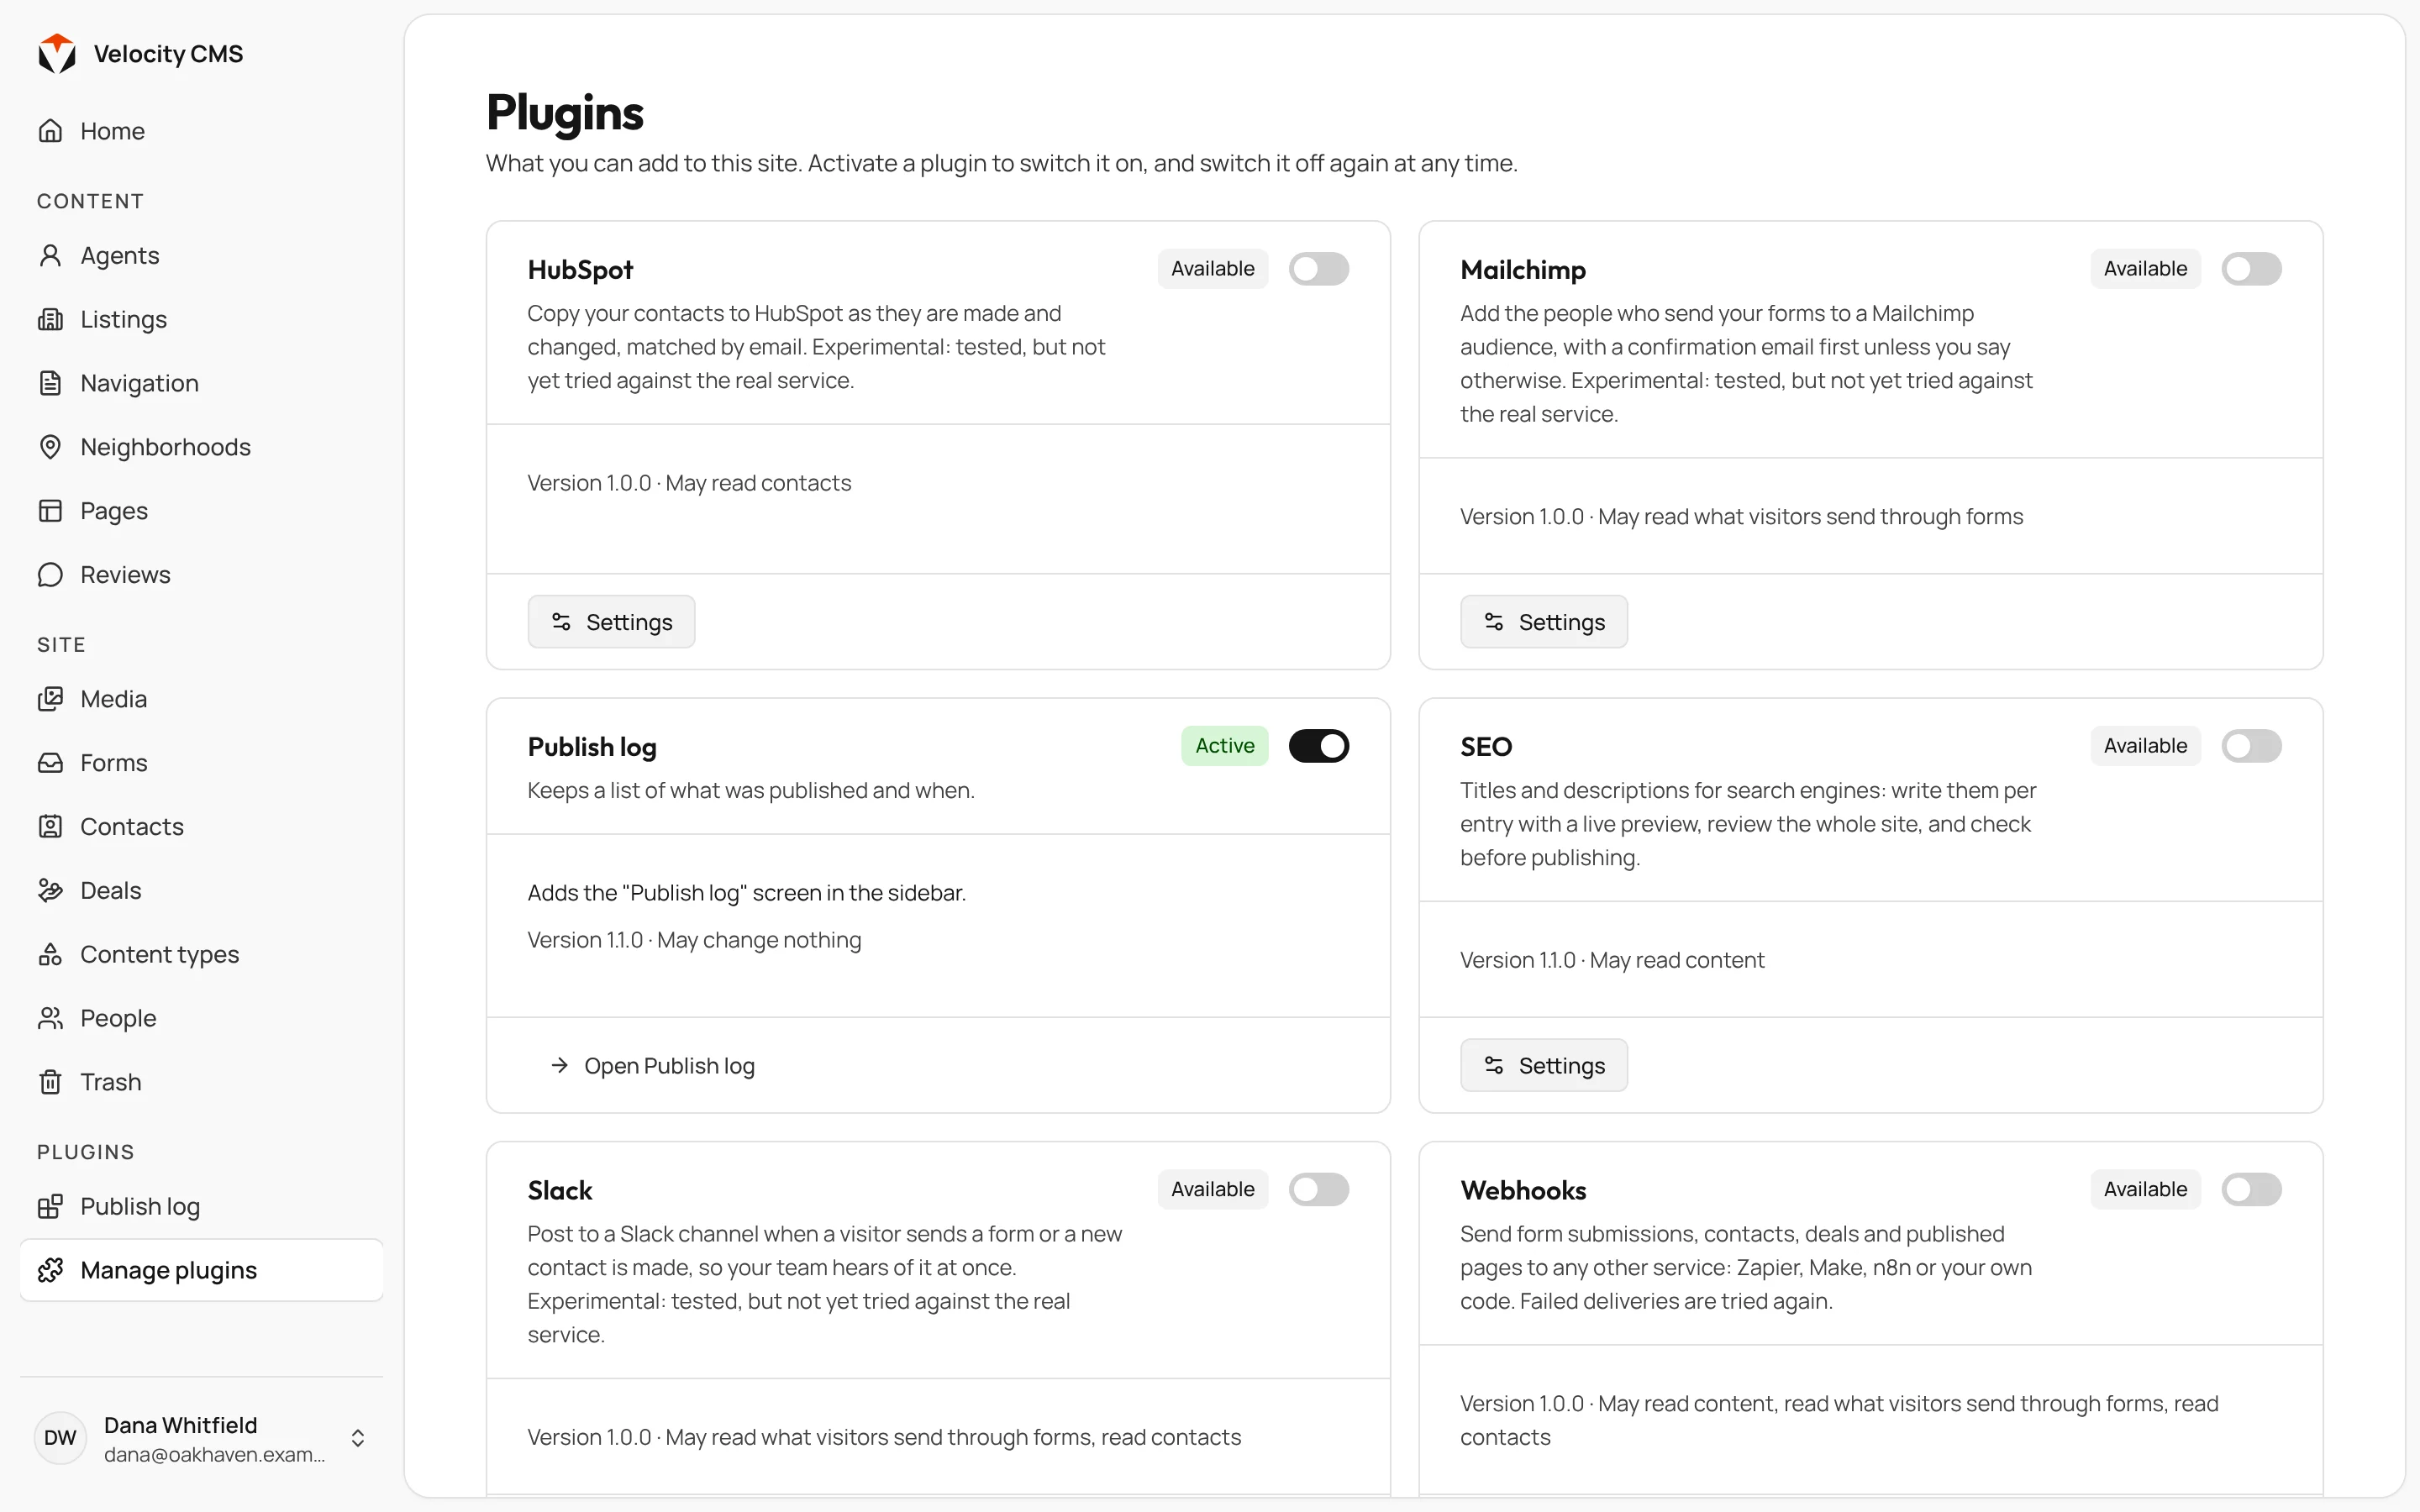 Velocity CMS
Home
CONTENT
Agents
Listings
Navigation
Neighborhoods
Pages
Reviews
SITE
Media
Forms
Contacts
Deals
Content types
People
Trash
PLUGINS
Publish log
Manage plugins
DW
Dana Whitfield
dana@oakhaven.exam...
Plugins
What you can add to this site. Activate a plugin to switch it on, and switch it off again at any time.
HubSpot
Available
Copy your contacts to HubSpot as they are made and
changed, matched by email. Experimental: tested, but not
yet tried against the real service.
Version 1.0.0 · May read contacts
Settings
Mailchimp
Available
Add the people who send your forms to a Mailchimp
audience, with a confirmation email first unless you say
otherwise. Experimental: tested, but not yet tried against
the real service.
Version 1.0.0 · May read what visitors send through forms
Settings
Publish log
Active
Keeps a list of what was published and when.
Adds the "Publish log" screen in the sidebar.
Version 1.1.0 · May change nothing
Open Publish log
SEO
Available
Titles and descriptions for search engines: write them per
entry with a live preview, review the whole site, and check
before publishing.
Version 1.1.0 · May read content
Settings
Slack
Available
Post to a Slack channel when a visitor sends a form or a new
contact is made, so your team hears of it at once.
Experimental: tested, but not yet tried against the real
service.
Version 1.0.0 · May read what visitors send through forms, read contacts
Webhooks
Available
Send form submissions, contacts, deals and published
pages to any other service: Zapier, Make, n8n or your own
code. Failed deliveries are tried again.
Version 1.0.0 · May read content, read what visitors send through forms, read
contacts